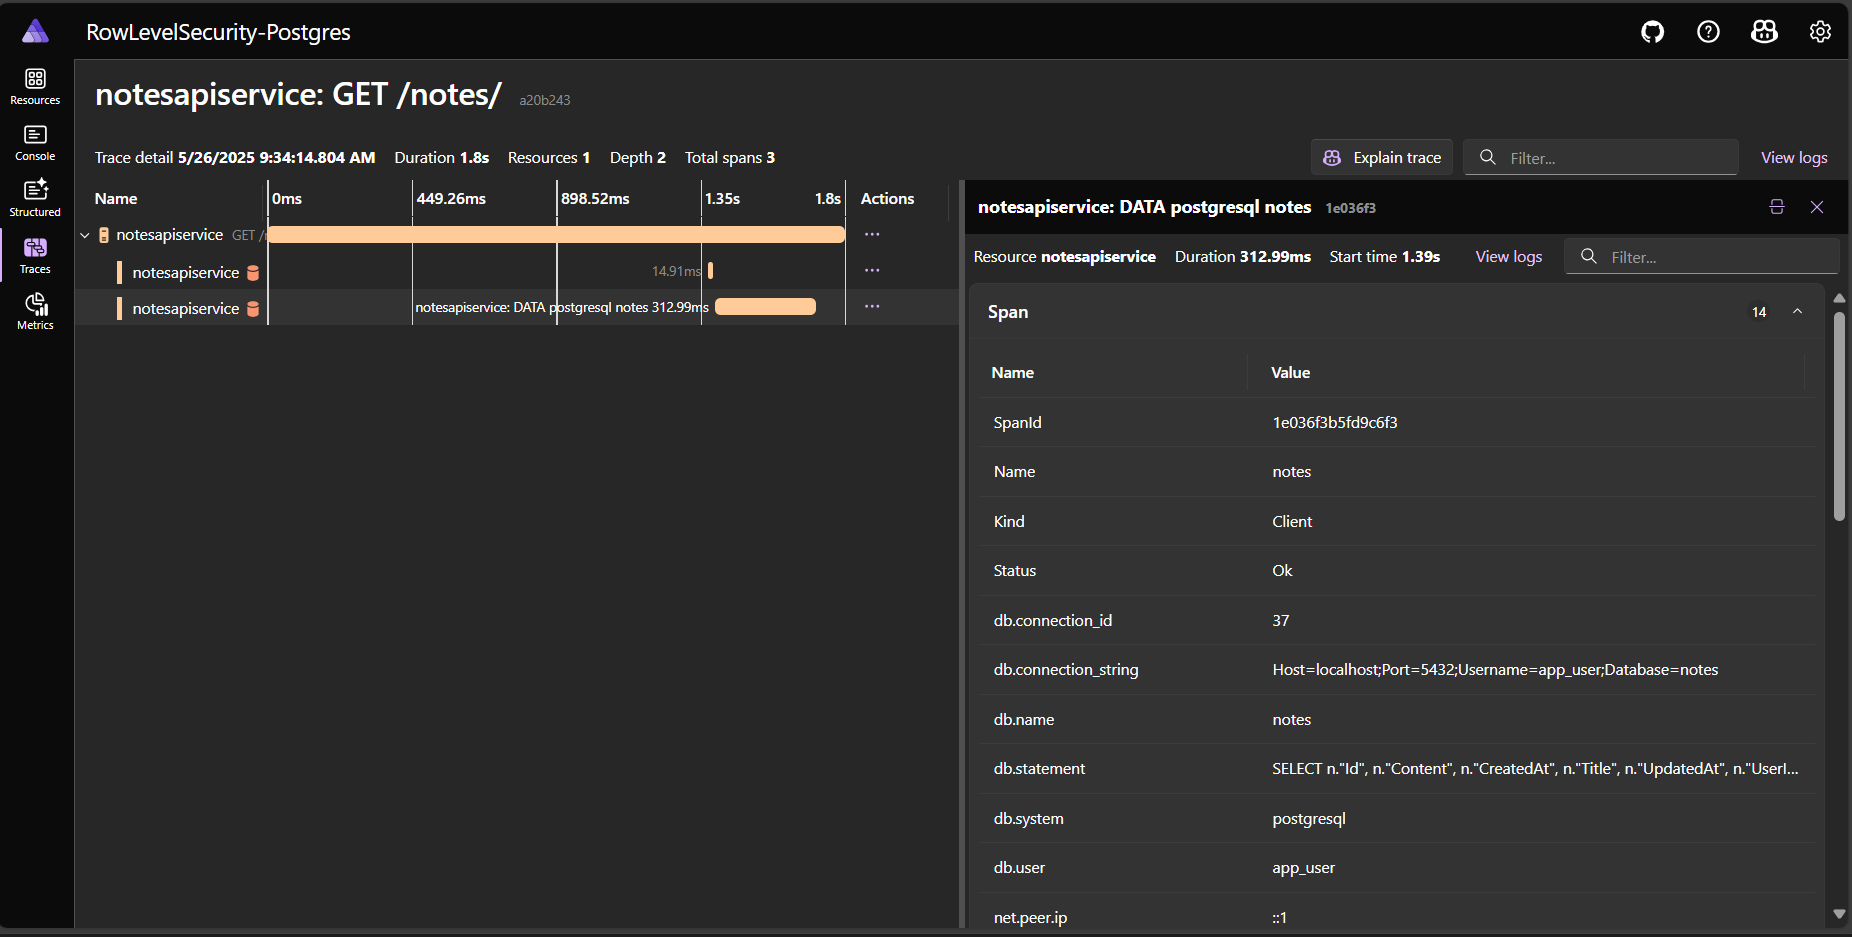 RowLevelSecurity-Postgres
Resources
Console
Structured
Traces
Metrics
notesapiservice: GET /notes/ a20b243
Trace detail 5/26/2025 9:34:14.804 AM Duration 1.8s Resources 1 Depth 2 Total spans 3
Explain trace
Filter...
View logs
Name 0ms 449.26ms 898.52ms 1.35s 1.8s Actions
notesapiservice GET /
notesapiservice 14.91ms
notesapiservice notesapiservice: DATA postgresql notes 312.99ms
notesapiservice: DATA postgresql notes 1e036f3
Resource notesapiservice Duration 312.99ms Start time 1.39s View logs Filter...
Span 14
Name Value
SpanId 1e036f3b5fd9c6f3
Name notes
Kind Client
Status Ok
db.connection_id 37
db.connection_string Host=localhost;Port=5432;Username=app_user;Database=notes
db.name notes
db.statement SELECT n."Id", n."Content", n."CreatedAt", n."Title", n."UpdatedAt", n."UserI...
db.system postgresql
db.user app_user
net.peer.ip ::1